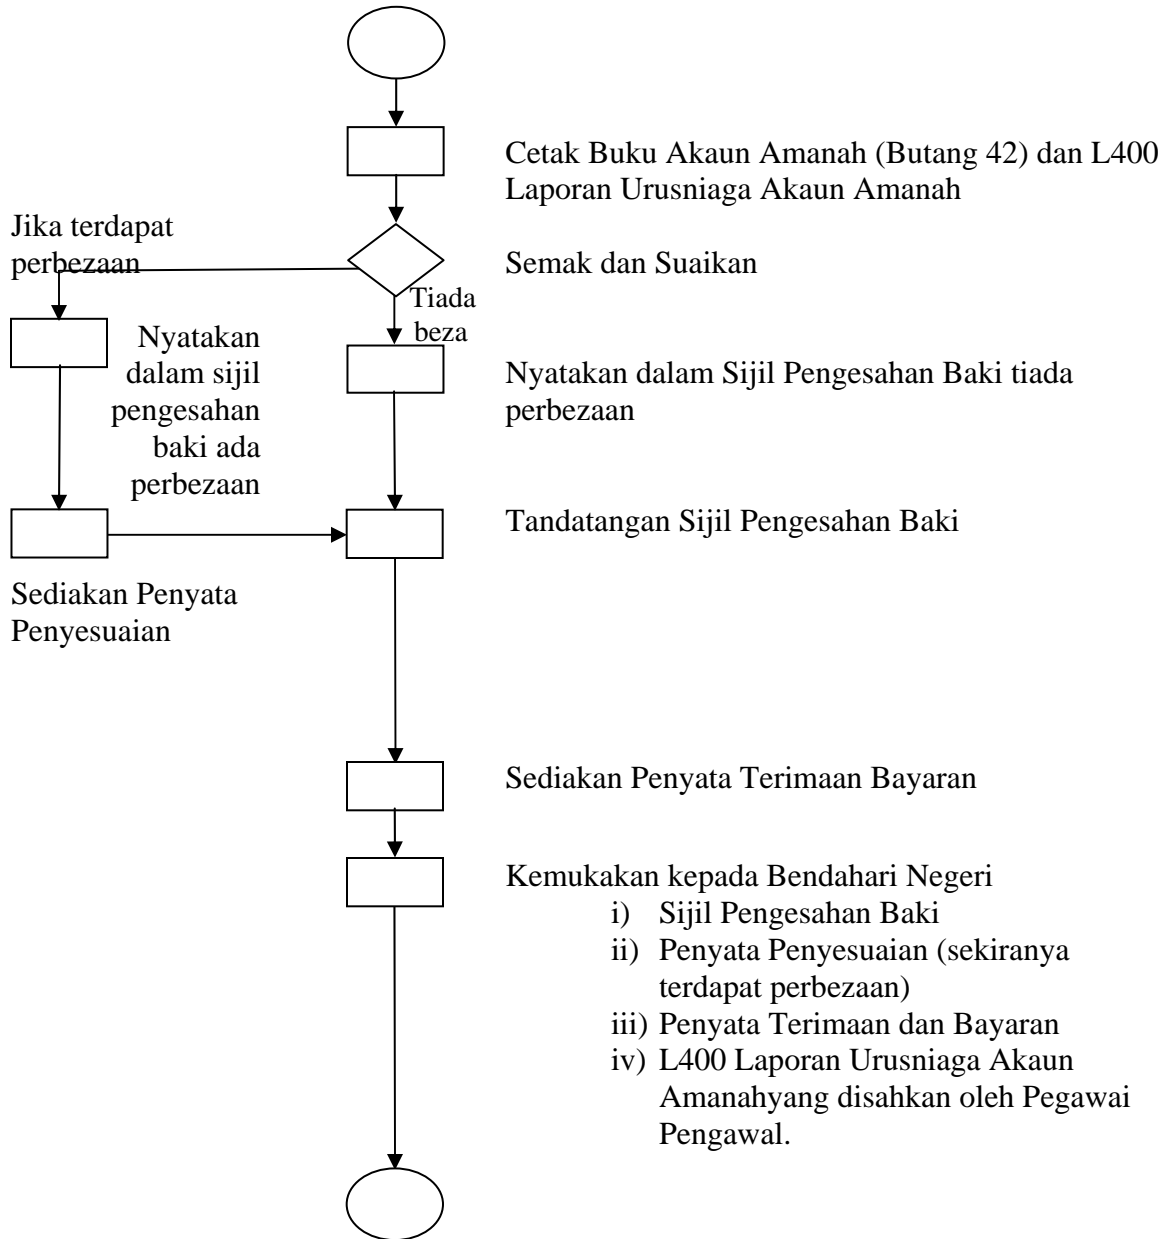 Cetak Buku Akaun Amanah (Butang 42) dan L400
Laporan Urusniaga Akaun Amanah
Jika terdapat
perbezaan
Semak dan Suaikan
Tiada
beza
Nyatakan
dalam sijil
pengesahan
baki ada
perbezaan
Nyatakan dalam Sijil Pengesahan Baki tiada
perbezaan
Tandatangan Sijil Pengesahan Baki
Sediakan Penyata
Penyesuaian
Sediakan Penyata Terimaan Bayaran
Kemukakan kepada Bendahari Negeri
i) Sijil Pengesahan Baki
ii) Penyata Penyesuaian (sekiranya
terdapat perbezaan)
iii) Penyata Terimaan dan Bayaran
iv) L400 Laporan Urusniaga Akaun
Amanahyang disahkan oleh Pegawai
Pengawal.